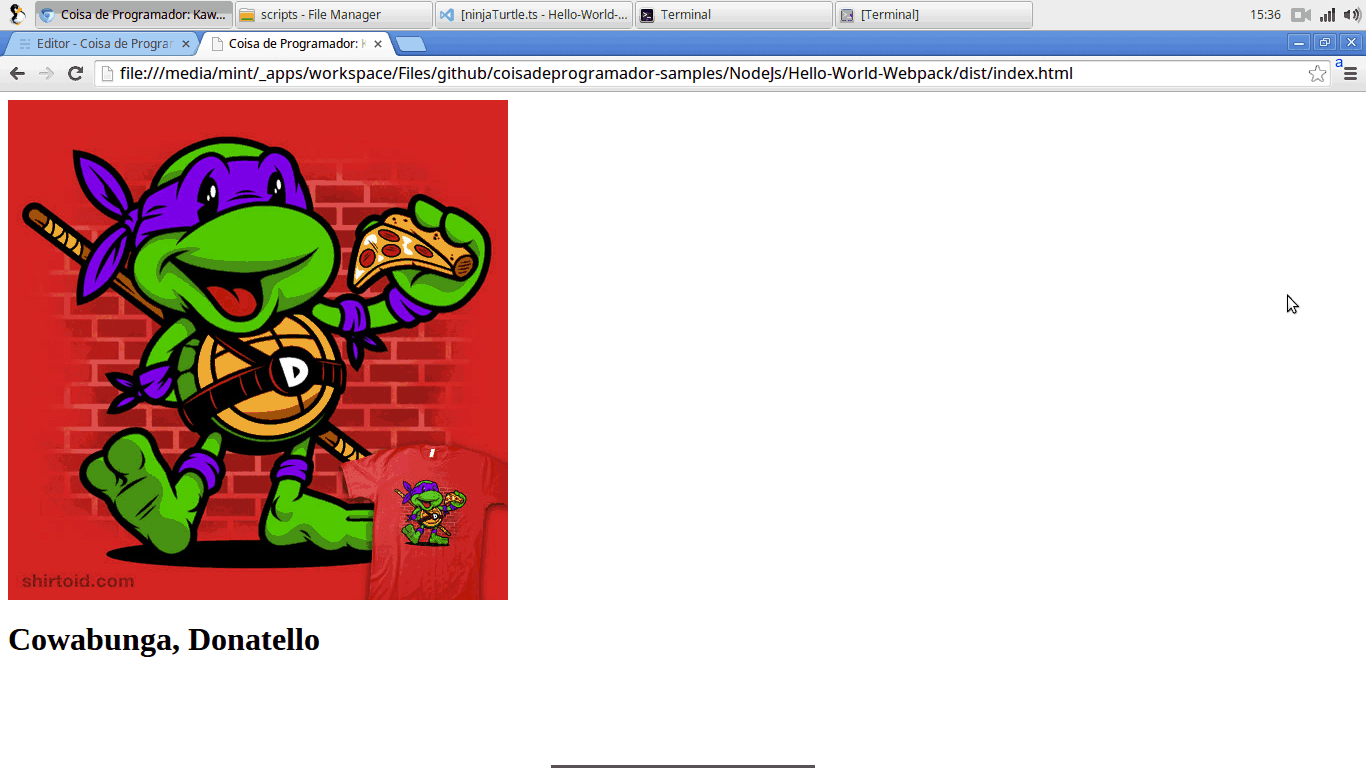 Coisa de Programador: Kaw...
scripts - File Manager
[ninjaTurtle.ts - Hello-World-...
Terminal
[Terminal]
15:36
Editor - Coisa de Program
Coisa de Programador: K
file:///media/mint/_apps/workspace/Files/github/coisadeprogramador-samples/NodeJs/Hello-World-Webpack/dist/index.html
a
D
shirtoid.com
Cowabunga, Donatello